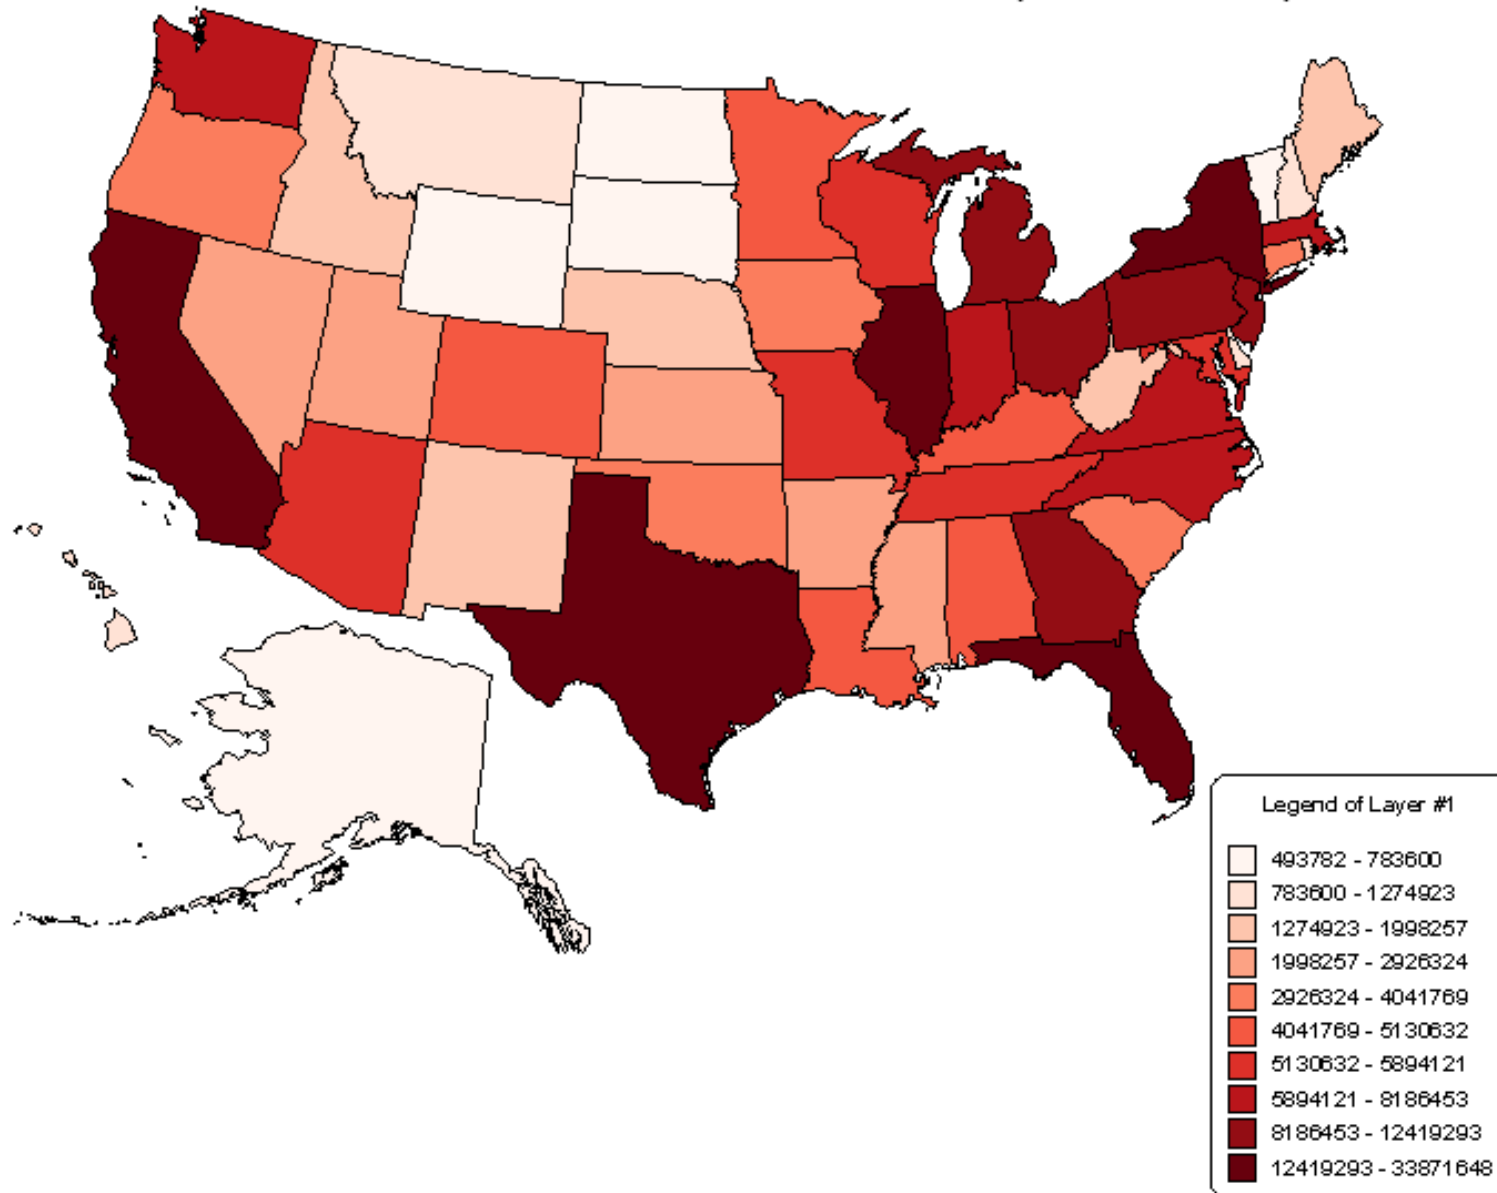 Legend of Layer #1
493782 - 783600
783600 - 1274923
1274923 - 1998257
1998257 - 2926324
2926324 - 4041769
4041769 - 5130632
5130632 - 5894121
5894121 - 8186453
8186453 - 12419293
12419293 - 33871648